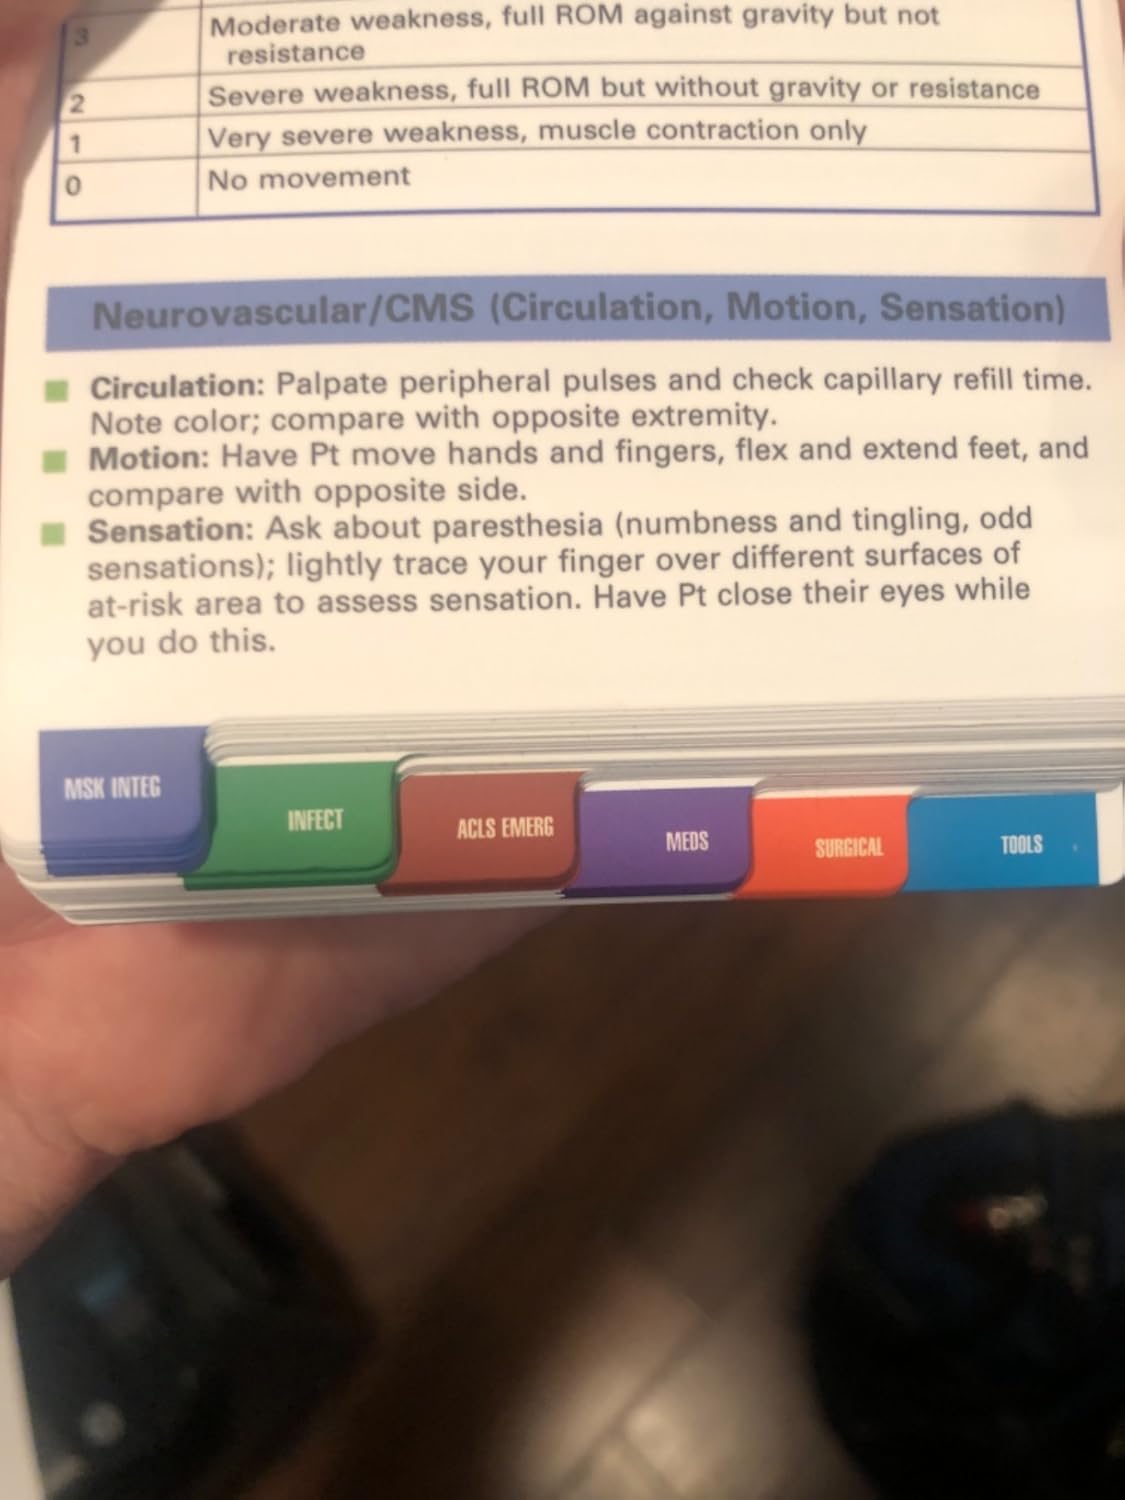 3 Moderate weakness, full ROM against gravity but not
resistance
2 Severe weakness, full ROM but without gravity or resistance
1 Very severe weakness, muscle contraction only
0 No movement
Neurovascular/CMS (Circulation, Motion, Sensation)
Circulation: Palpate peripheral pulses and check capillary refill time.
Note color; compare with opposite extremity.
Motion: Have Pt move hands and fingers, flex and extend feet, and
compare with opposite side.
Sensation: Ask about paresthesia (numbness and tingling, odd
sensations); lightly trace your finger over different surfaces of
at-risk area to assess sensation. Have Pt close their eyes while
you do this.
MSK INTEG
INFECT
ACLS EMERG
MEDS
SURGICAL
TOOLS